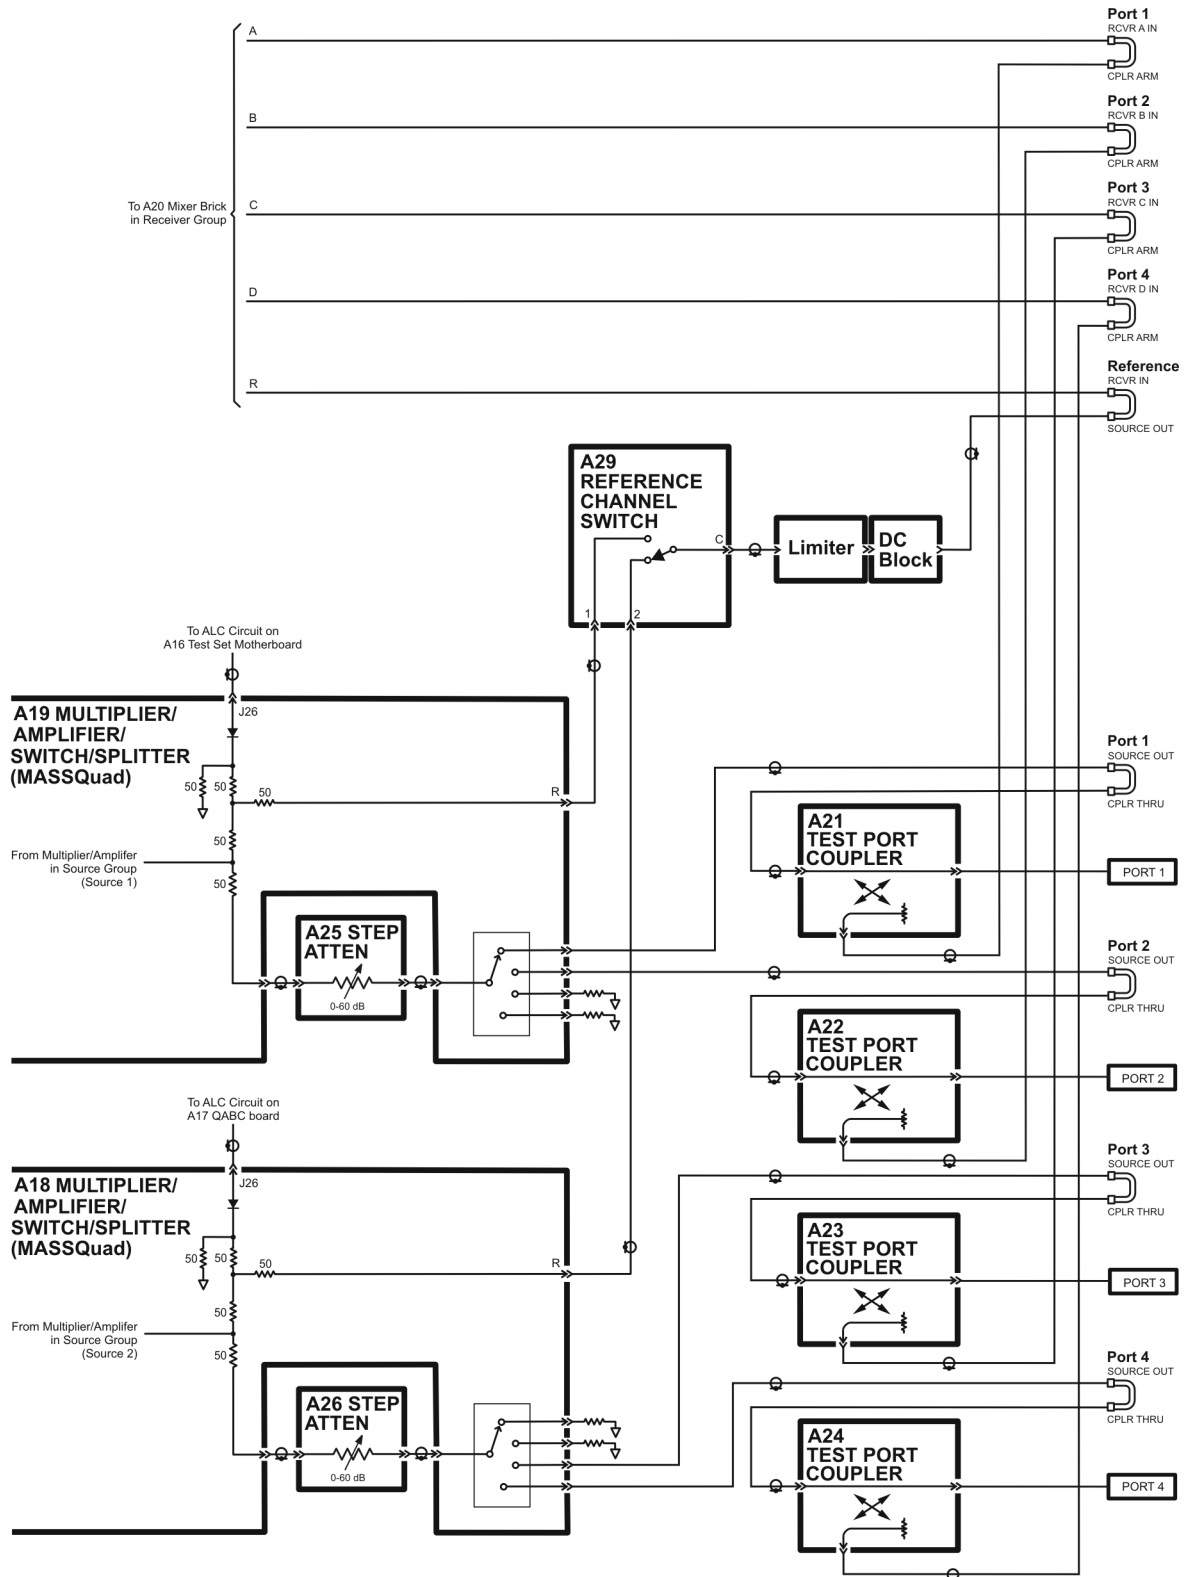 Port 1
RCVR A IN
CPLR ARM
A
Port 2
RCVR B IN
CPLR ARM
B
Port 3
RCVR C IN
CPLR ARM
To A20 Mixer Brick
in Receiver Group
C
Port 4
RCVR D IN
CPLR ARM
D
Reference
RCVR IN
SOURCE OUT
R
A29
REFERENCE
CHANNEL
SWITCH
C
1
2
Limiter
DC
Block
To ALC Circuit on
A16 Test Set Motherboard
J26
A19 MULTIPLIER/
AMPLIFIER/
SWITCH/SPLITTER
(MASSQuad)
50
50
50
R
50
From Multiplier/Amplifer
in Source Group
(Source 1)
50
A25 STEP
ATTEN
0-60 dB
Port 1
SOURCE OUT
CPLR THRU
A21
TEST PORT
COUPLER
PORT 1
Port 2
SOURCE OUT
CPLR THRU
A22
TEST PORT
COUPLER
PORT 2
To ALC Circuit on
A17 QABC board
J26
A18 MULTIPLIER/
AMPLIFIER/
SWITCH/SPLITTER
(MASSQuad)
50
50
50
R
50
From Multiplier/Amplifer
in Source Group
(Source 2)
50
A26 STEP
ATTEN
0-60 dB
Port 3
SOURCE OUT
CPLR THRU
A23
TEST PORT
COUPLER
PORT 3
Port 4
SOURCE OUT
CPLR THRU
A24
TEST PORT
COUPLER
PORT 4